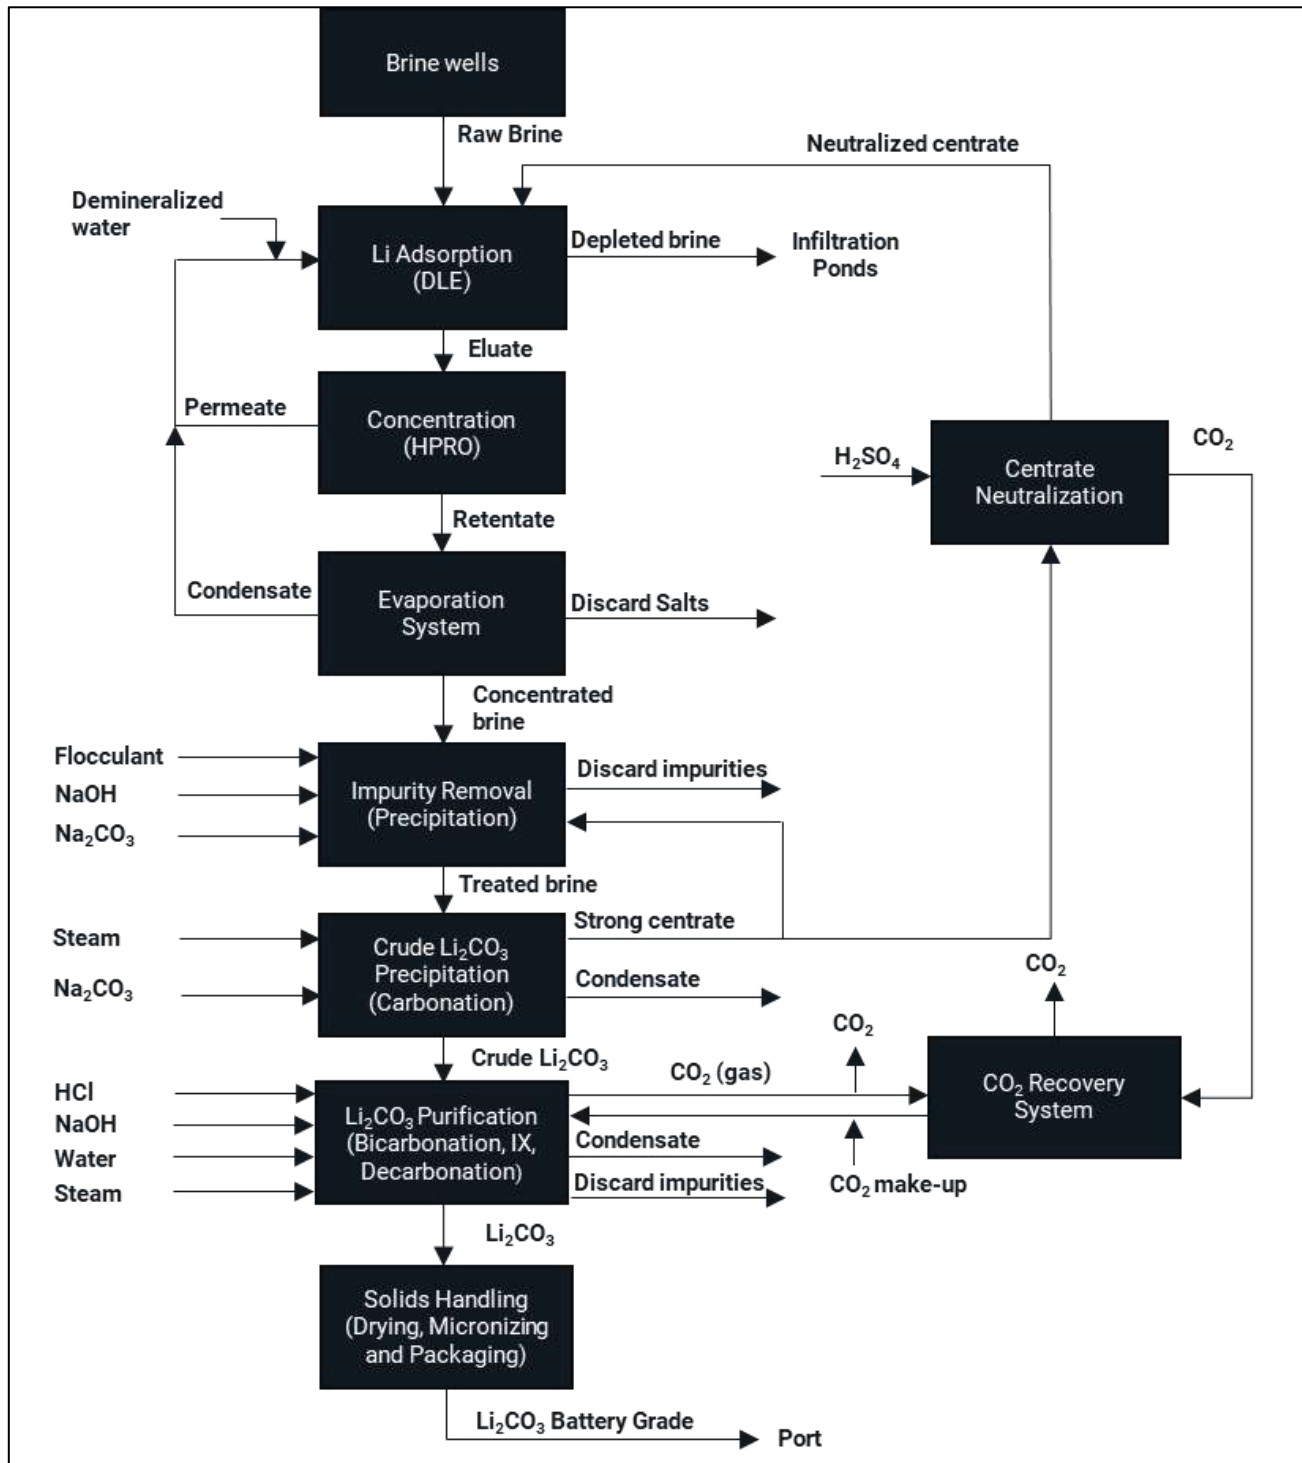 Brine wells
Raw Brine
Neutralized centrate
Demineralized
water
Li Adsorption
(DLE)
Depleted brine
Infiltration
Ponds
Eluate
Permeate
Concentration
(HPRO)
H₂SO₄
Centrate
Neutralization
CO₂
Retentate
Condensate
Evaporation
System
Discard Salts
Concentrated
brine
Flocculant
NaOH
Na₂CO₃
Impurity Removal
(Precipitation)
Discard impurities
Treated brine
Steam
Na₂CO₃
Crude Li₂CO₃
Precipitation
(Carbonation)
Strong centrate
Condensate
CO₂
Crude Li₂CO₃
CO₂
CO₂ (gas)
HCl
NaOH
Water
Steam
Li₂CO₃ Purification
(Bicarbonation, IX,
Decarbonation)
Condensate
Discard impurities
CO₂ Recovery
System
CO₂ make-up
Li₂CO₃
Solids Handling
(Drying, Micronizing
and Packaging)
Li₂CO₃ Battery Grade
Port